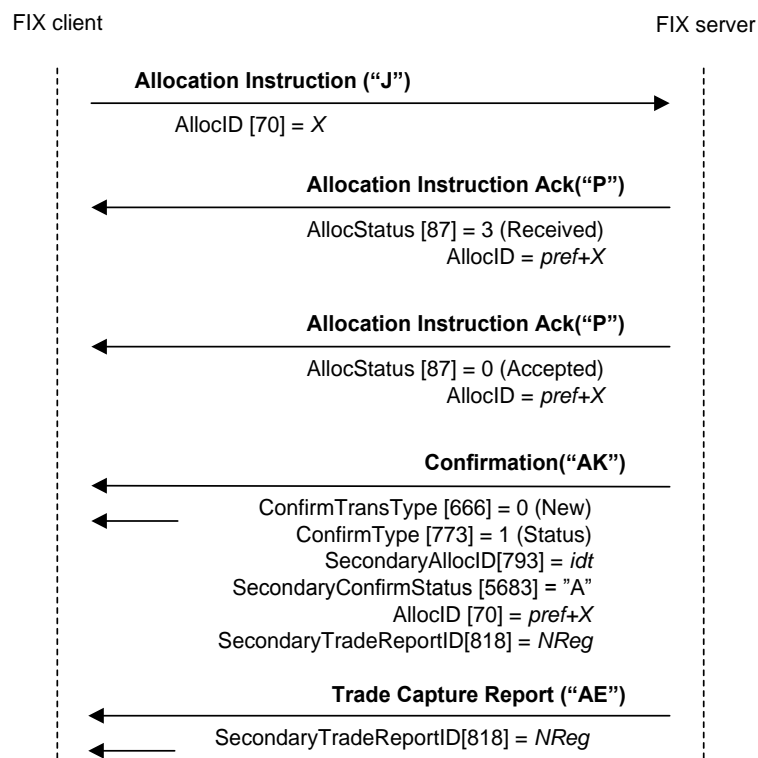 FIX client
FIX server
Allocation Instruction (“J”)
AllocID [70] = X
Allocation Instruction Ack(“P”)
AllocStatus [87] = 3 (Received)
AllocID = pref+X
Allocation Instruction Ack(“P”)
AllocStatus [87] = 0 (Accepted)
AllocID = pref+X
Confirmation(“AK”)
ConfirmTransType [666] = 0 (New)
ConfirmType [773] = 1 (Status)
SecondaryAllocID[793] = idt
SecondaryConfirmStatus [5683] = ”A”
AllocID [70] = pref+X
SecondaryTradeReportID[818] = NReg
Trade Capture Report (“AE”)
SecondaryTradeReportID[818] = NReg